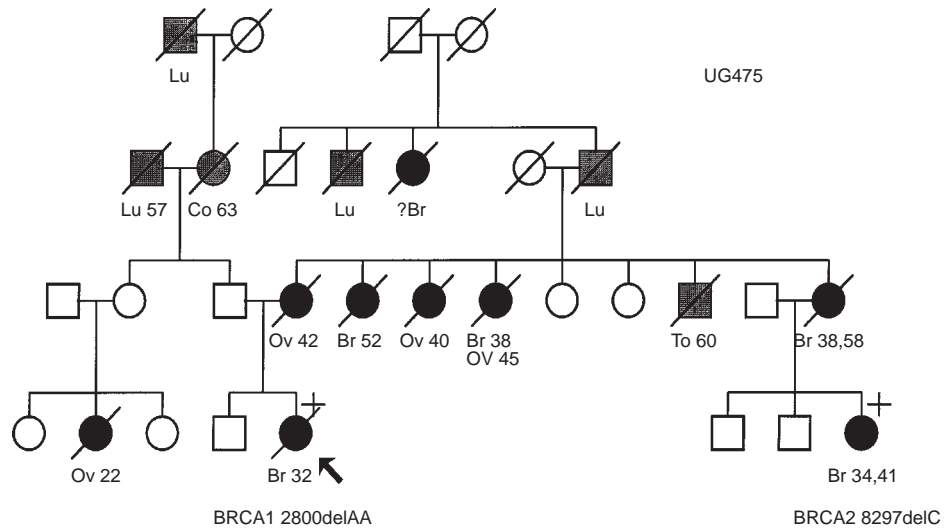 Lu
UG475
Lu 57
Co 63
Lu
?Br
Lu
Ov 42
Br 52
Ov 40
Br 38
OV 45
To 60
Br 38,58
Ov 22
Br 32
Br 34,41
BRCA1 2800delAA
BRCA2 8297delC